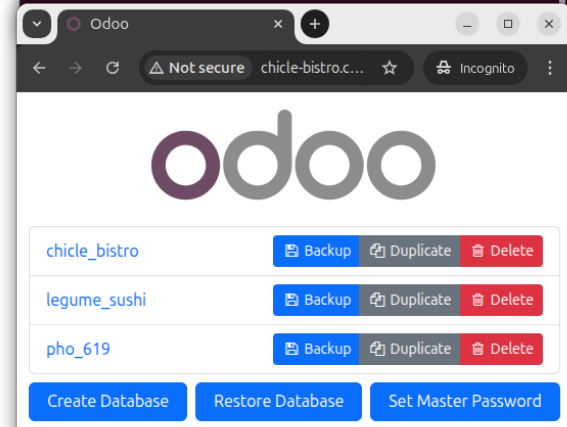 Odoo
Not secure chicle-bistro.c... Incognito
odoo
chicle_bistro Backup Duplicate Delete
legume_sushi Backup Duplicate Delete
pho_619 Backup Duplicate Delete
Create Database Restore Database Set Master Password